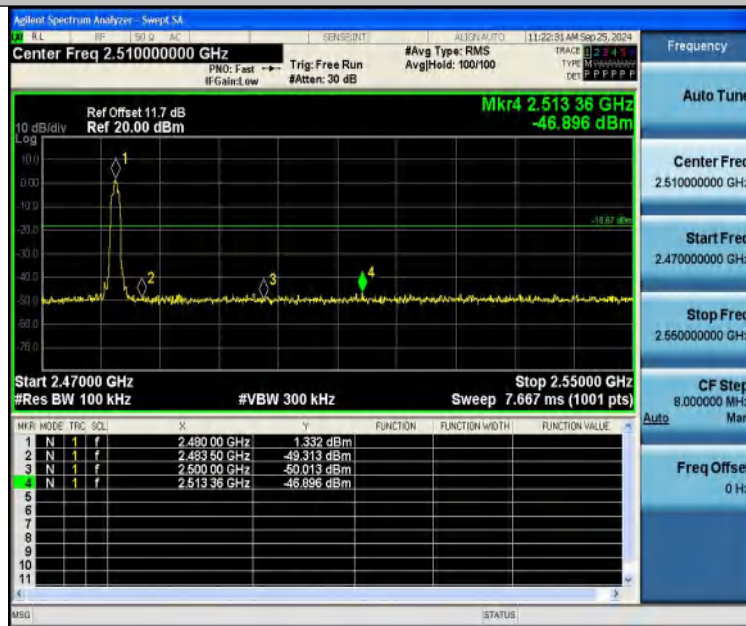 Agilent Spectrum Analyzer - Swept SA
RL RF 50 Ω AC SENSE:INT ALIGNAUTO 11:22:31 AM Sep 25, 2024
Center Freq 2.510000000 GHz
PNO: Fast
IFGain:Low
Trig: Free Run
#Atten: 30 dB
#Avg Type: RMS
Avg|Hold: 100/100
TRACE 1 2 3 4 5
TYPE M
DET P P P P P P
Ref Offset 11.7 dB
10 dB/div Ref 20.00 dBm
Log
Mkr4 2.513 36 GHz
-46.896 dBm
10.0
0.00
-10.0
-20.0
-30.0
-40.0
-50.0
-60.0
-70.0
1
2
3
4
-18.67 dBm
Start 2.47000 GHz Stop 2.55000 GHz
#Res BW 100 kHz #VBW 300 kHz Sweep 7.667 ms (1001 pts)
MKR MODE TRC SCL X Y FUNCTION FUNCTION WIDTH FUNCTION VALUE
1 N 1 f 2.480 00 GHz 1.332 dBm
2 N 1 f 2.483 50 GHz -49.313 dBm
3 N 1 f 2.500 00 GHz -50.013 dBm
4 N 1 f 2.513 36 GHz -46.896 dBm
5
6
7
8
9
10
11
MSG STATUS
Frequency
Auto Tune
Center Freq
2.510000000 GHz
Start Freq
2.470000000 GHz
Stop Freq
2.550000000 GHz
CF Step
8.000000 MHz
Auto Man
Freq Offset
0 Hz